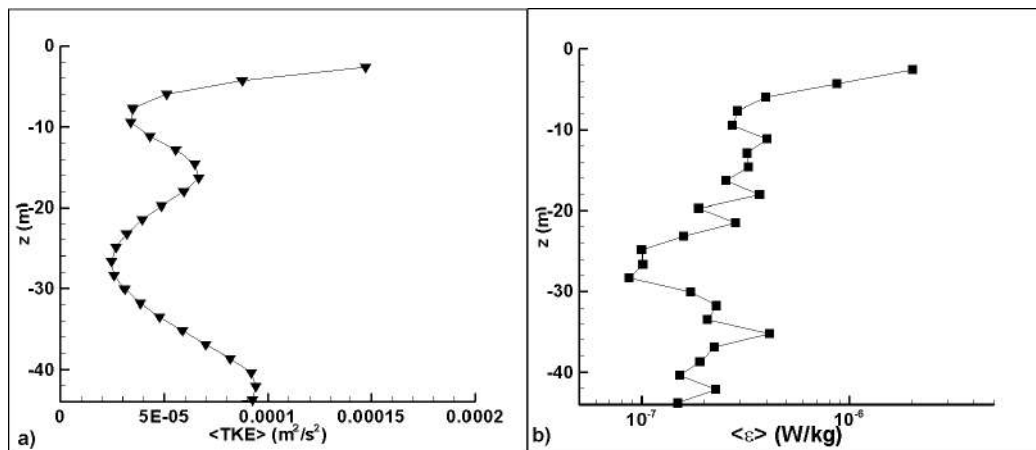 0
-10
-20
-30
-40
z (m)
0
5E-05
0.0001
0.00015
0.0002
<TKE> (m²/s²)
a)
0
-10
-20
-30
-40
z (m)
10⁻⁷
10⁻⁶
<ε> (W/kg)
b)